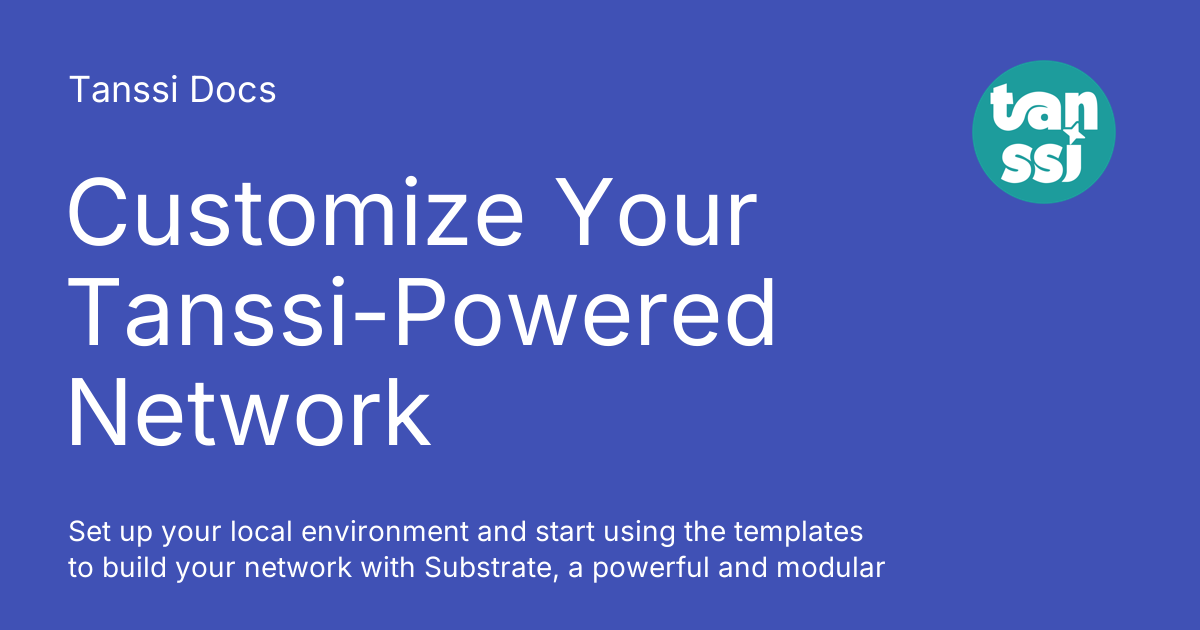 Tanssi Docs
tan
ssi
Customize Your
Tanssi-Powered
Network
Set up your local environment and start using the templates
to build your network with Substrate, a powerful and modular